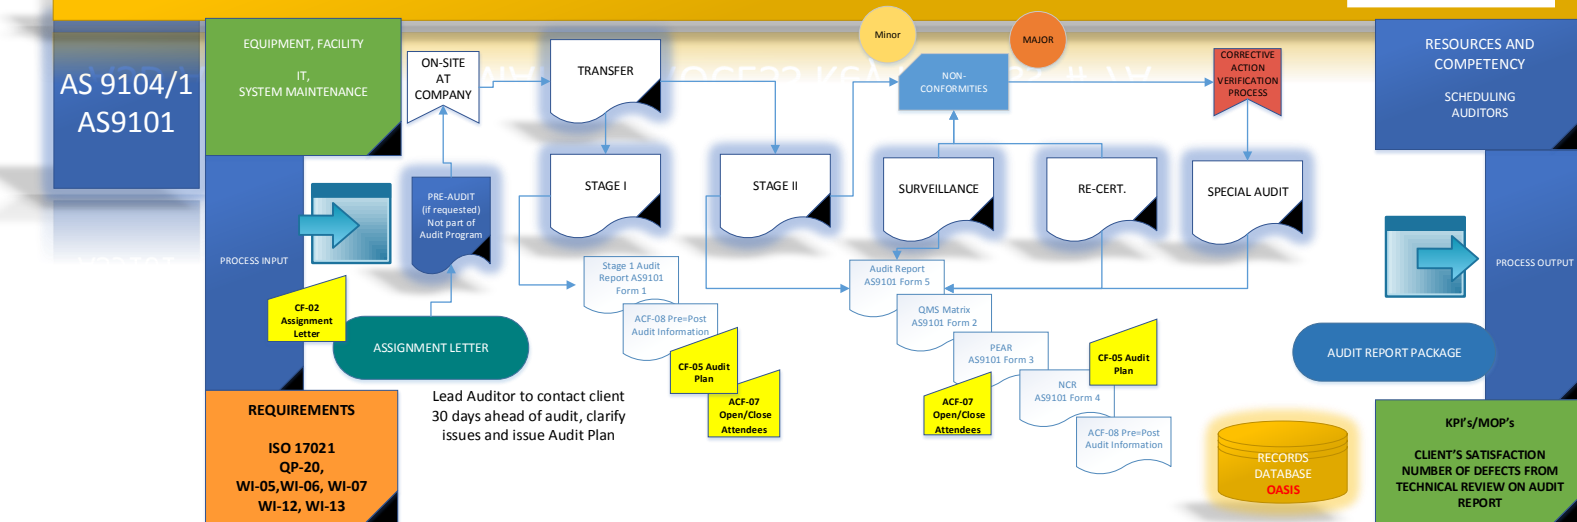 AS 9104/1
AS9101
EQUIPMENT, FACILITY
IT,
SYSTEM MAINTENANCE
ON-SITE
AT
COMPANY
TRANSFER
Minor
MAJOR
NON-
CONFORMITIES
CORRECTIVE
ACTION
VERIFICATION
PROCESS
RESOURCES AND
COMPETENCY
SCHEDULING
AUDITORS
PROCESS INPUT
PRE-AUDIT
(if requested)
Not part of
Audit Program
STAGE I
STAGE II
SURVEILLANCE
RE-CERT.
SPECIAL AUDIT
PROCESS OUTPUT
CF-02
Assignment
Letter
ASSIGNMENT LETTER
Stage 1 Audit
Report AS9101
Form 1
ACF-08 Pre=Post
Audit Information
CF-05 Audit
Plan
ACF-07
Open/Close
Attendees
Lead Auditor to contact client
30 days ahead of audit, clarify
issues and issue Audit Plan
Audit Report
AS9101 Form 5
QMS Matrix
AS9101 Form 2
PEAR
AS9101 Form 3
NCR
AS9101 Form 4
ACF-08 Pre=Post
Audit Information
CF-05 Audit
Plan
ACF-07
Open/Close
Attendees
AUDIT REPORT PACKAGE
RECORDS
DATABASE
OASIS
REQUIREMENTS
ISO 17021
QP-20,
WI-05,WI-06, WI-07
WI-12, WI-13
KPI's/MOP's
CLIENT'S SATISFACTION
NUMBER OF DEFECTS FROM
TECHNICAL REVIEW ON AUDIT
REPORT